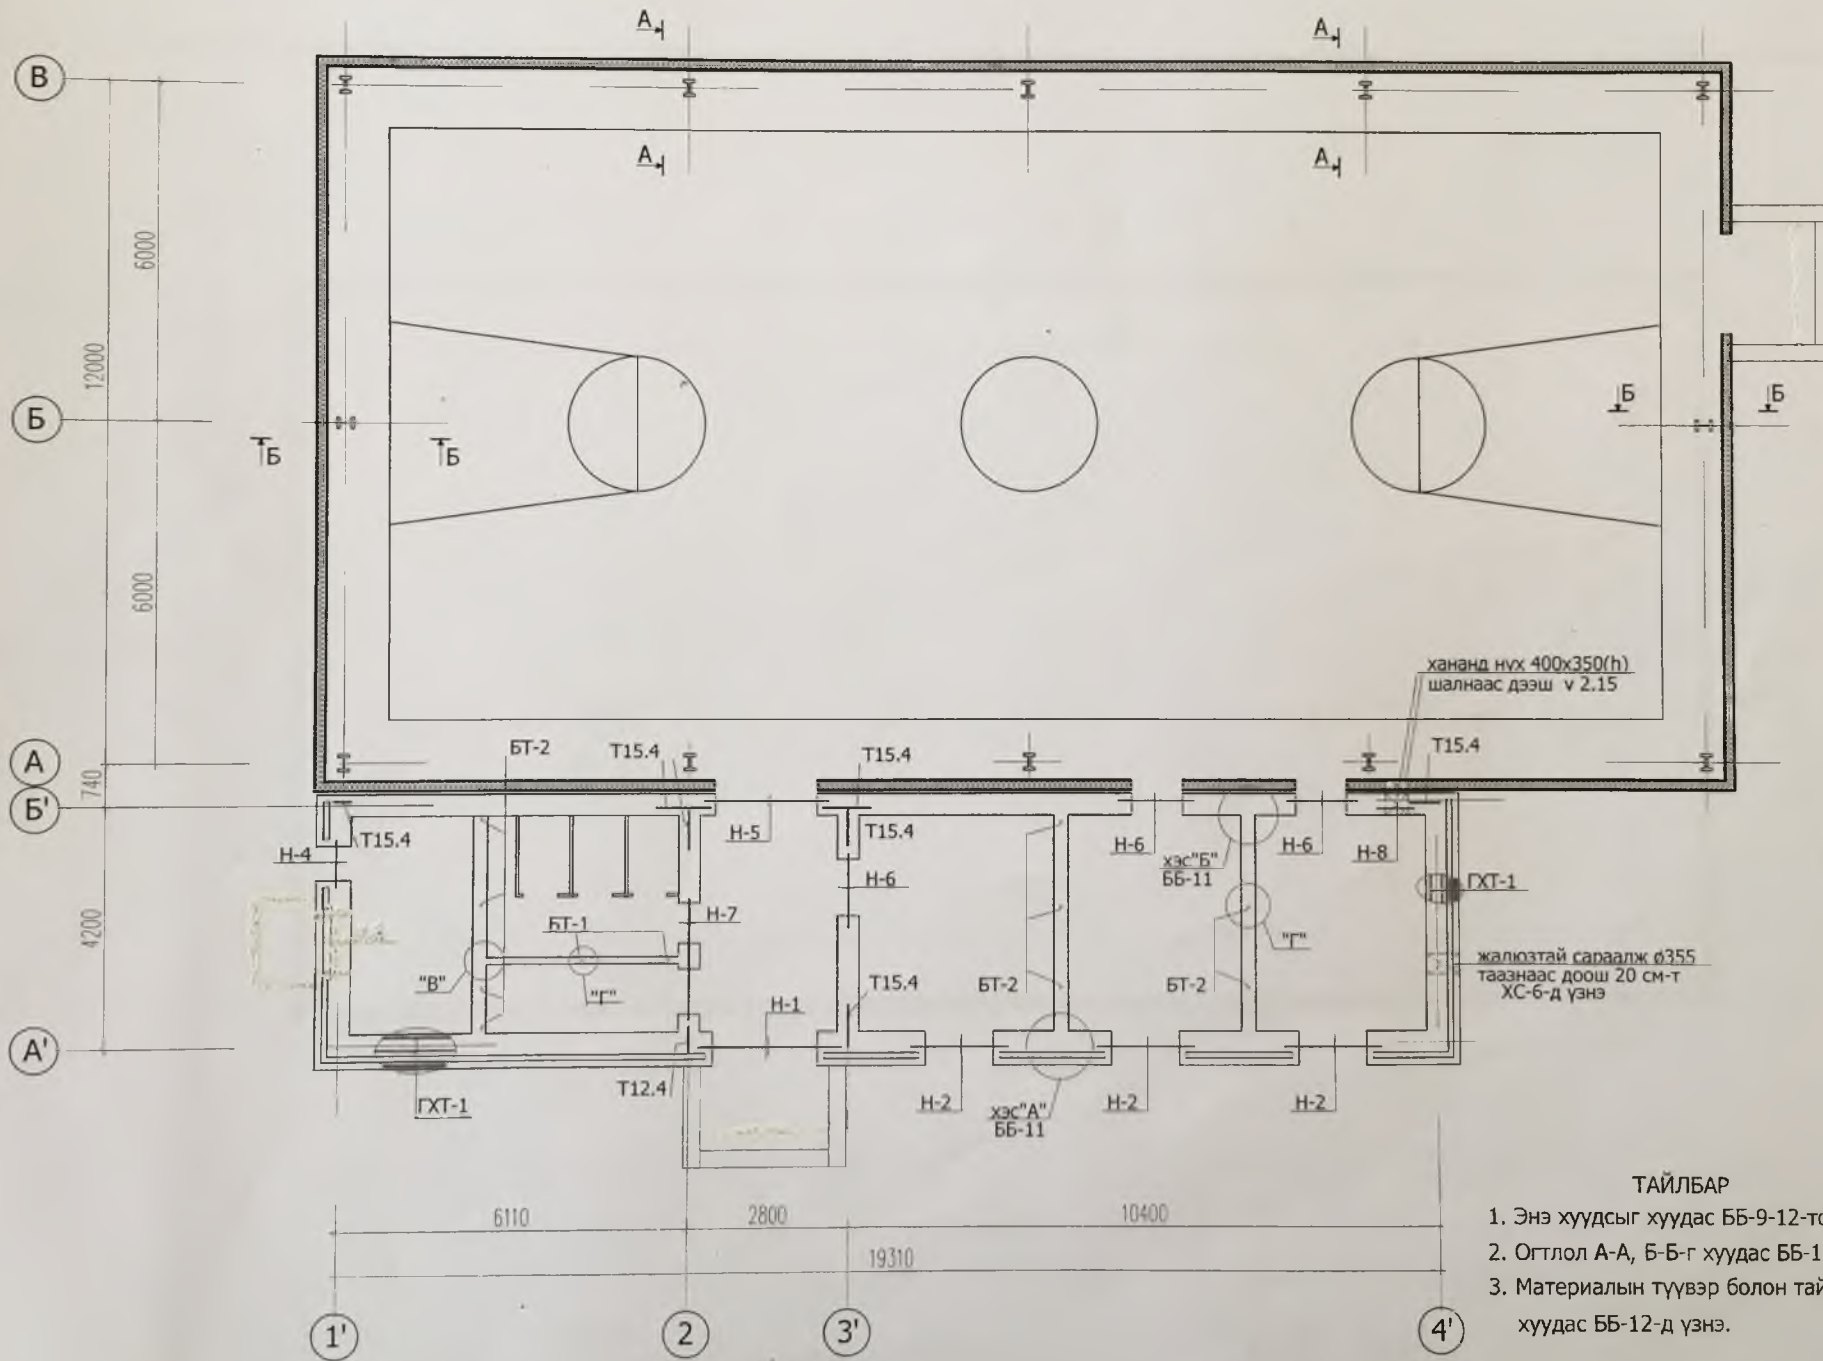 А
А
В
А
А
6000
12000
Б
Б
Б
Б
Б
6000
хананд нүх 400x350(h)
шалнаас дээш v 2.15
А
БТ-2
Т15.4
Т15.4
Т15.4
740
Б'
Т15.4
Н-4
Н-5
Т15.4
Н-6
Н-6
Н-6
Н-8
хэс"Б"
ББ-11
ГХТ-1
4200
БТ-1
Н-7
"В"
"Г"
"Г"
Т15.4
БТ-2
БТ-2
жалюзтай сараалж ø355
таазнаас доош 20 см-т
ХС-6-д үзнэ
Н-1
А'
ГХТ-1
Т12.4
Н-2
хэс"А"
ББ-11
Н-2
Н-2
6110
2800
10400
19310
1'
2
3'
4'
ТАЙЛБАР
1. Энэ хуудсыг хуудас ББ-9-12-то
2. Огтлол А-А, Б-Б-г хуудас ББ-1
3. Материалын түүвэр болон тай
хуудас ББ-12-д үзнэ.